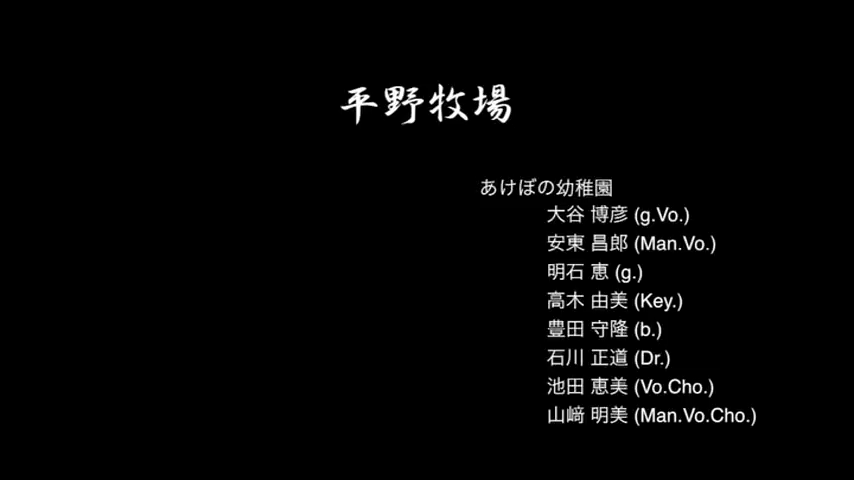 平野牧場
あけぼの幼稚園
大谷 博彦 (g.Vo.)
安東 昌郎 (Man.Vo.)
明石 恵 (g.)
高木 由美 (Key.)
豊田 守隆 (b.)
石川 正道 (Dr.)
池田 恵美 (Vo.Cho.)
山﨑 明美 (Man.Vo.Cho.)